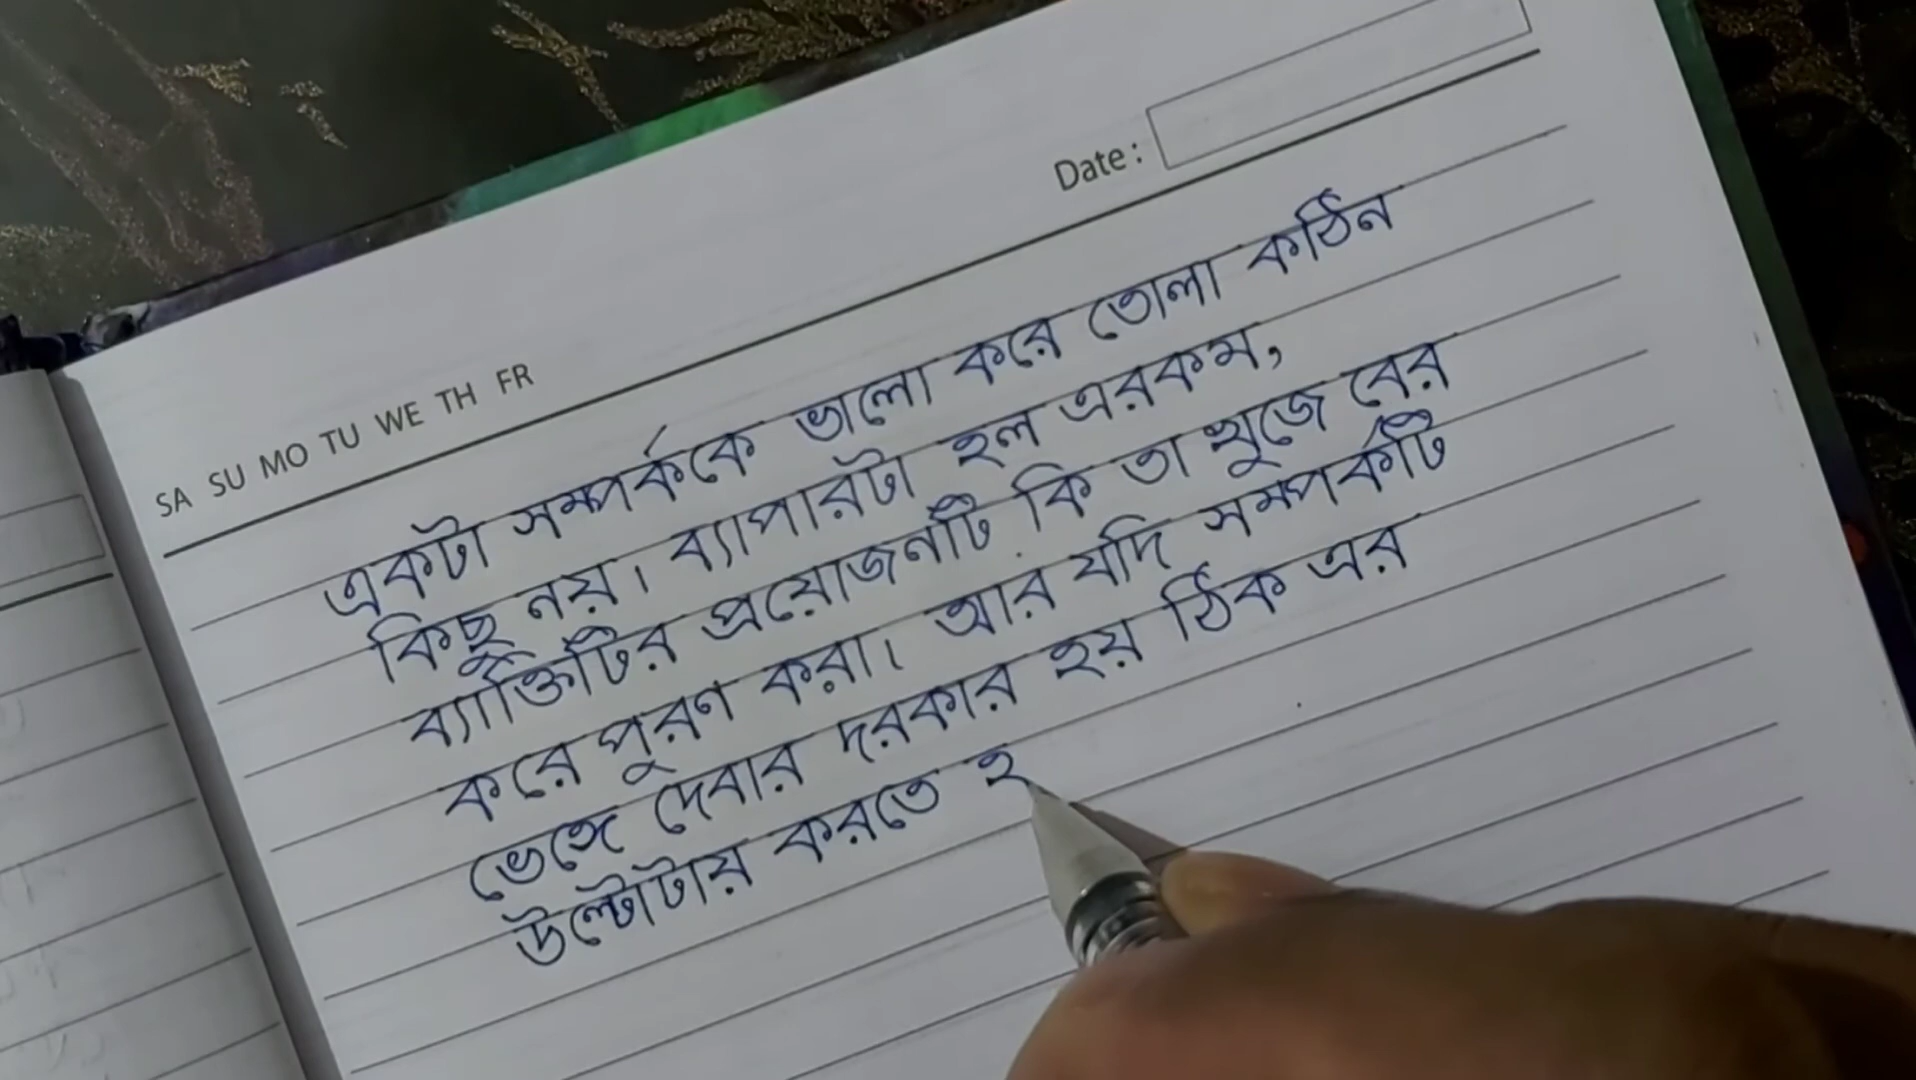 Date :
SA SU MO TU WE TH FR
একটা সম্পর্ককে ভালো করে তোলা কঠিন
কিছু নয়। ব্যাপারটা হল এরকম,
ব্যাক্তিটির প্রয়োজনটি কি তা খুজে বের
করে পুরণ করা। আর যদি সম্পর্কটি
ভেঙ্গে দেবার দরকার হয় ঠিক এর
উল্টোটায় করতে হ